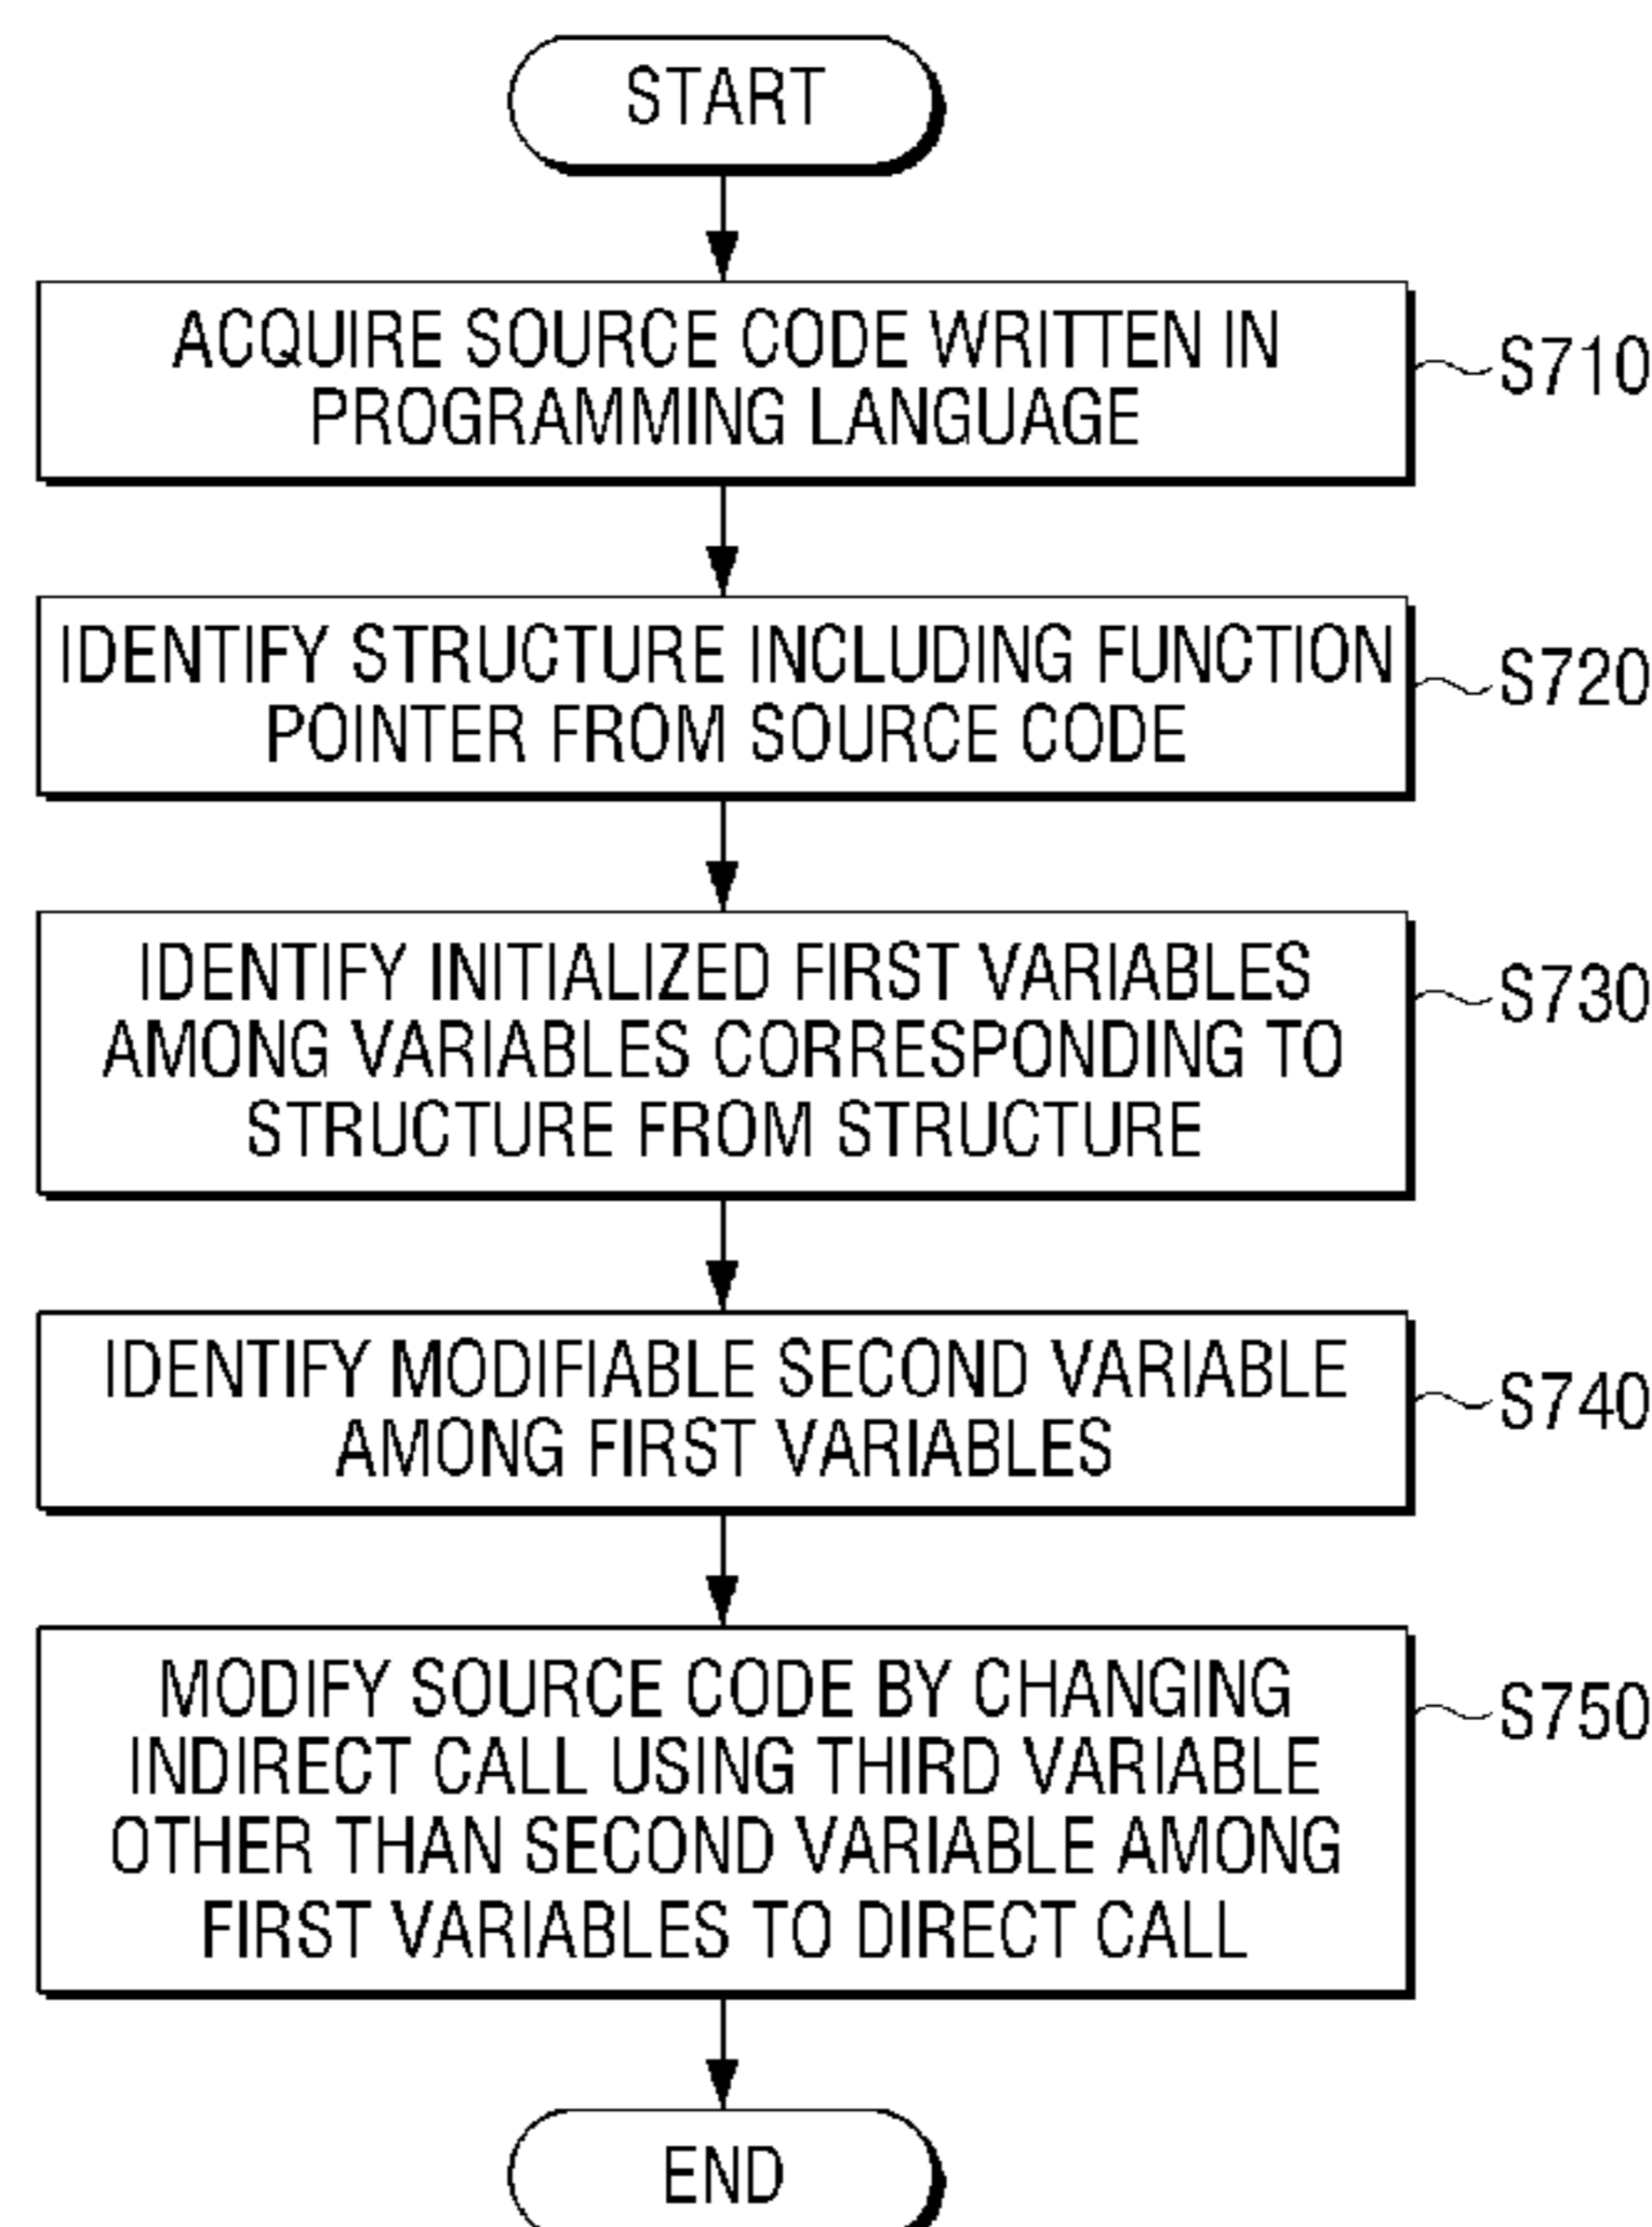 START
ACQUIRE SOURCE CODE WRITTEN IN
PROGRAMMING LANGUAGE
S710
IDENTIFY STRUCTURE INCLUDING FUNCTION
POINTER FROM SOURCE CODE
S720
IDENTIFY INITIALIZED FIRST VARIABLES
AMONG VARIABLES CORRESPONDING TO
STRUCTURE FROM STRUCTURE
S730
IDENTIFY MODIFIABLE SECOND VARIABLE
AMONG FIRST VARIABLES
S740
MODIFY SOURCE CODE BY CHANGING
INDIRECT CALL USING THIRD VARIABLE
OTHER THAN SECOND VARIABLE AMONG
FIRST VARIABLES TO DIRECT CALL
S750
END